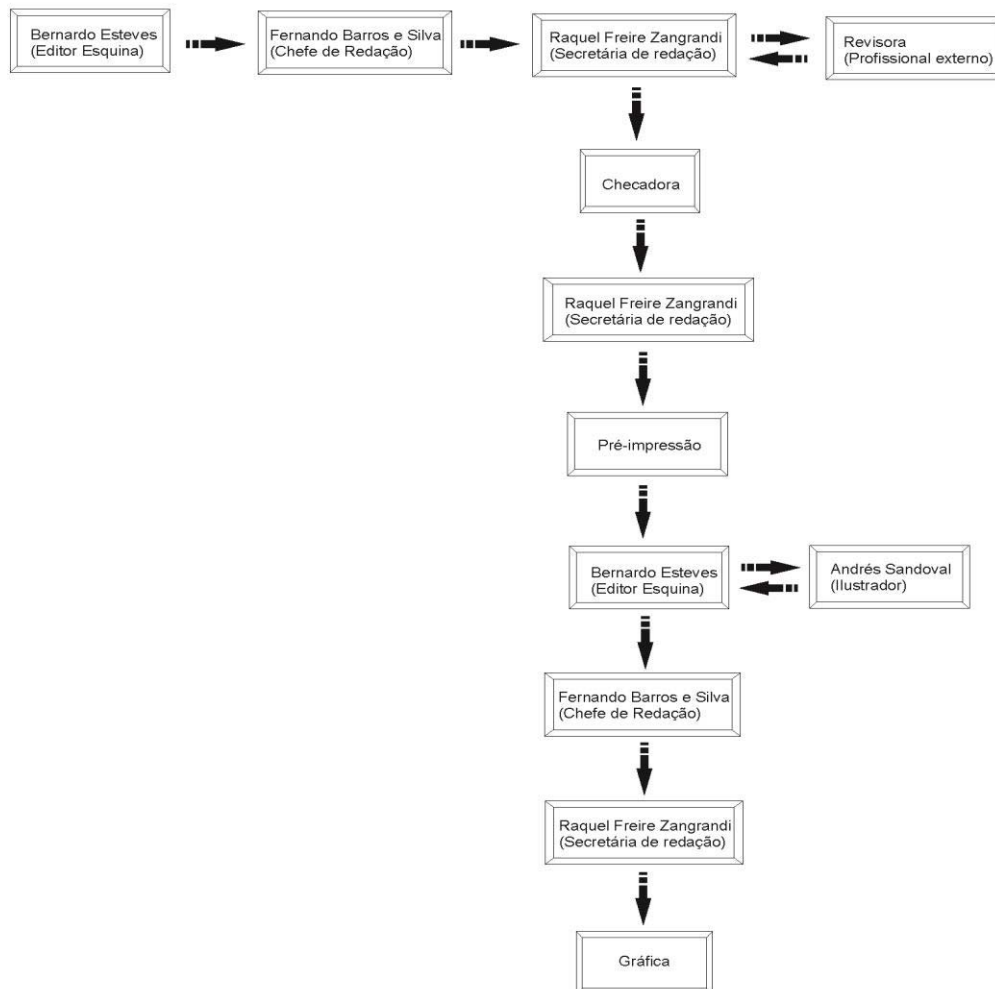 Bernardo Esteves
(Editor Esquina)
Fernando Barros e Silva
(Chefe de Redação)
Raquel Freire Zangrandi
(Secretária de redação)
Revisora
(Profissional externo)
Checadora
Raquel Freire Zangrandi
(Secretária de redação)
Pré-impressão
Bernardo Esteves
(Editor Esquina)
Andrés Sandoval
(Ilustrador)
Fernando Barros e Silva
(Chefe de Redação)
Raquel Freire Zangrandi
(Secretária de redação)
Gráfica